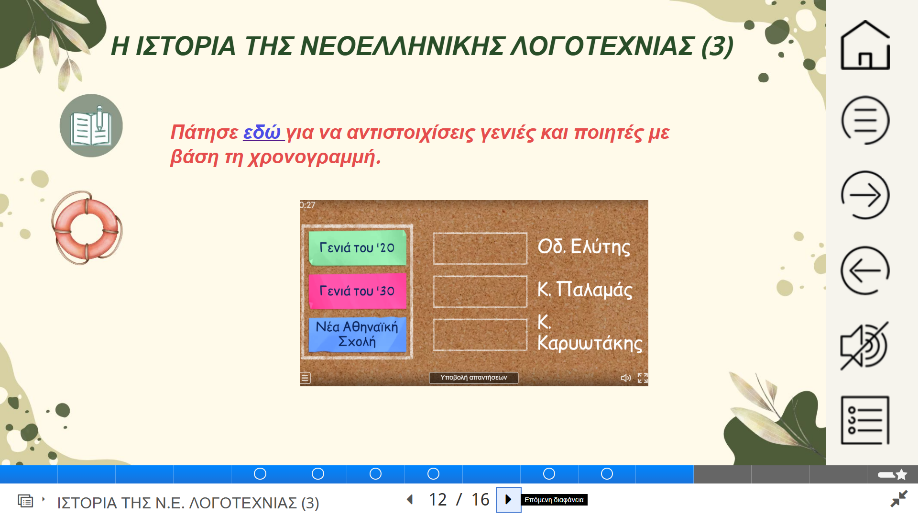 Η ΙΣΤΟΡΙΑ ΤΗΣ ΝΕΟΕΛΛΗΝΙΚΗΣ ΛΟΓΟΤΕΧΝΙΑΣ (3)
Πάτησε εδώ για να αντιστοιχίσεις γενιές και ποιητές με
βάση τη χρονογραμμή.
0:27
Γενιά του '20
Οδ. Ελύτης
Γενιά του '30
Κ. Παλαμάς
Νέα Αθηναϊκή
Σχολή
Κ.
Καρυωτάκης
Υποβολή απαντήσεων
ΙΣΤΟΡΙΑ ΤΗΣ Ν.Ε. ΛΟΓΟΤΕΧΝΙΑΣ (3)
12 / 16
Επόμενη διαφάνεια